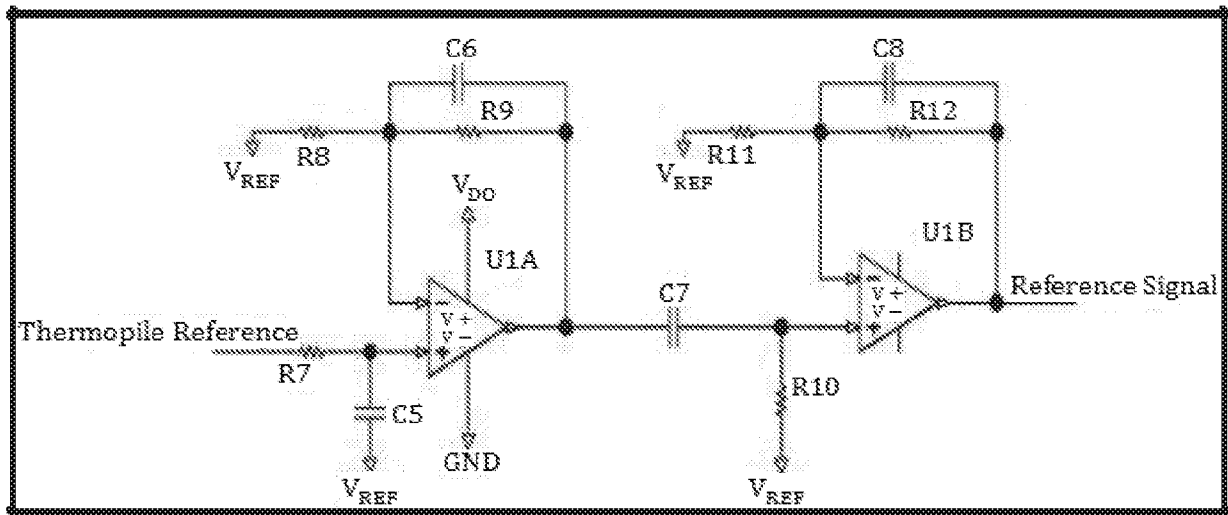 C6
C8
R9
R12
R8
R11
VREF
VREF
VDO
U1A
U1B
−
V +
V −
+
−
V +
V −
+
Reference Signal
C7
Thermopile Reference
R7
C5
R10
GND
VREF
VREF